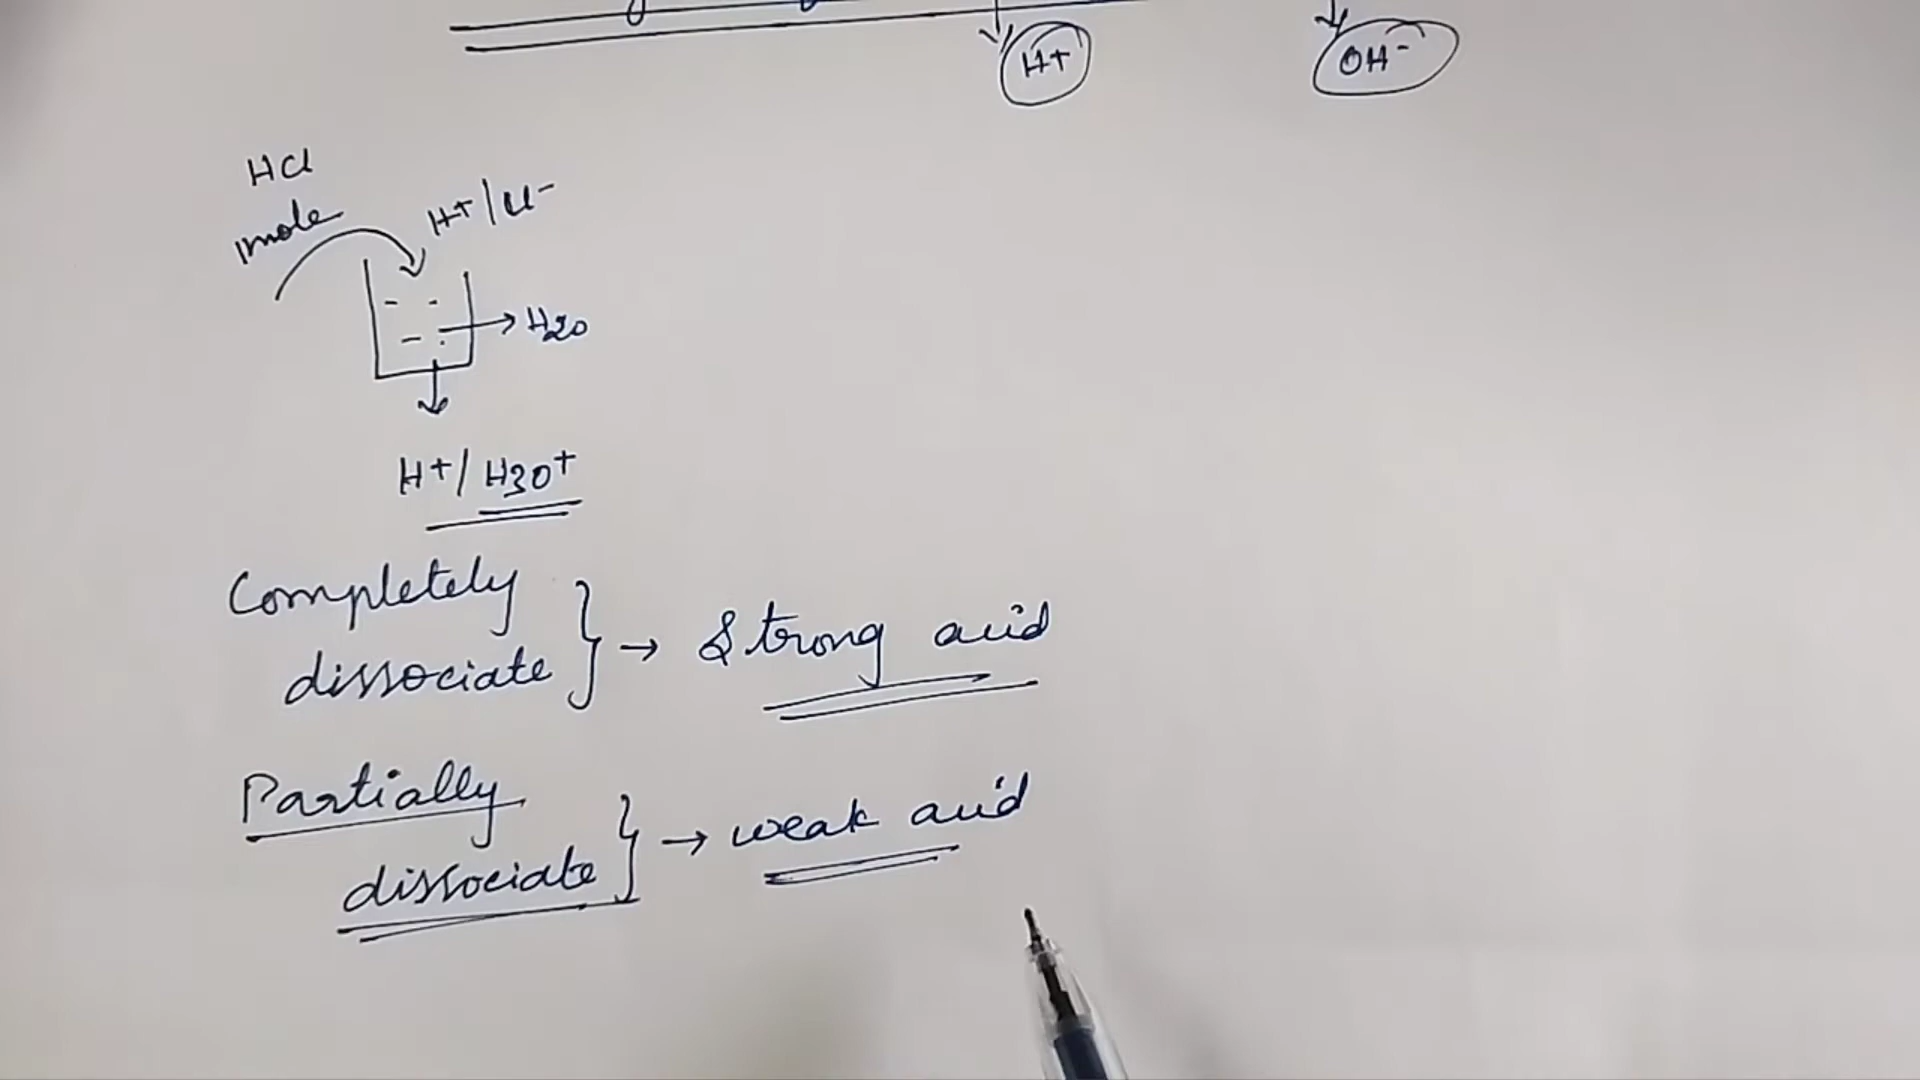 H+
OH-
HCl
1mole
H+/Cl-
H2O
H+/H3O+
Completely
dissociate } → Strong acid
Partially
dissociate } → weak acid